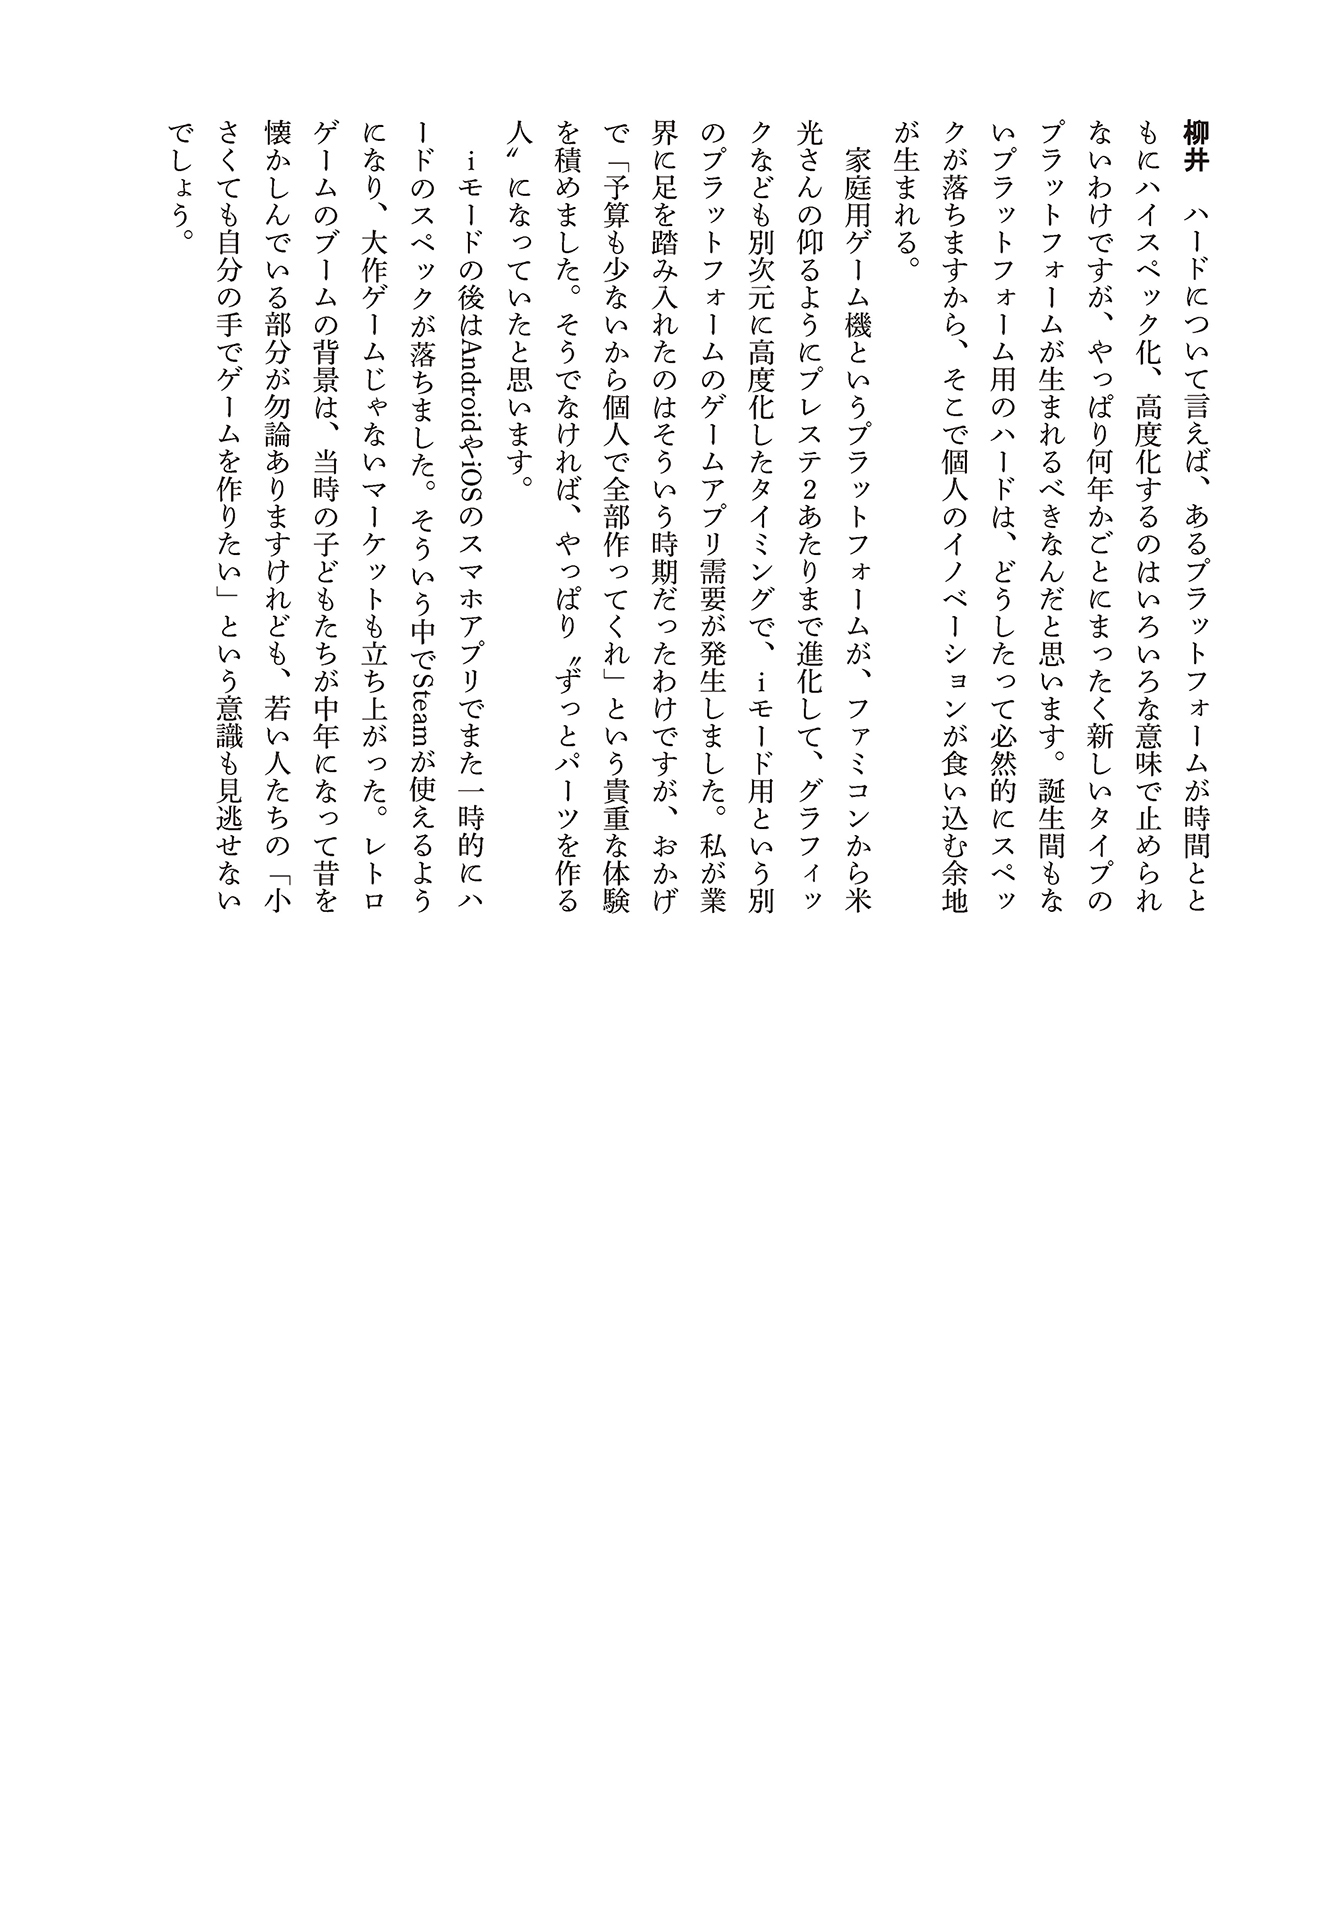 柳井　ハードについて言えば、あるプラットフォームが時間とと
もにハイスペック化、高度化するのはいろいろな意味で止められ
ないわけですが、やっぱり何年かごとにまったく新しいタイプの
プラットフォームが生まれるべきなんだと思います。誕生間もな
いプラットフォーム用のハードは、どうしたって必然的にスペッ
クが落ちますから、そこで個人のイノベーションが食い込む余地
が生まれる。
　家庭用ゲーム機というプラットフォームが、ファミコンから米
光さんの仰るようにプレステ2あたりまで進化して、グラフィッ
クなども別次元に高度化したタイミングで、iモード用という別
のプラットフォームのゲームアプリ需要が発生しました。私が業
界に足を踏み入れたのはそういう時期だったわけですが、おかげ
で「予算も少ないから個人で全部作ってくれ」という貴重な体験
を積めました。そうでなければ、やっぱり〝ずっとパーツを作る
人〟になっていたと思います。
　iモードの後はAndroidやiOSのスマホアプリでまた一時的にハ
ードのスペックが落ちました。そういう中でSteamが使えるよう
になり、大作ゲームじゃないマーケットも立ち上がった。レトロ
ゲームのブームの背景は、当時の子どもたちが中年になって昔を
懐かしんでいる部分が勿論ありますけれども、若い人たちの「小
さくても自分の手でゲームを作りたい」という意識も見逃せない
でしょう。